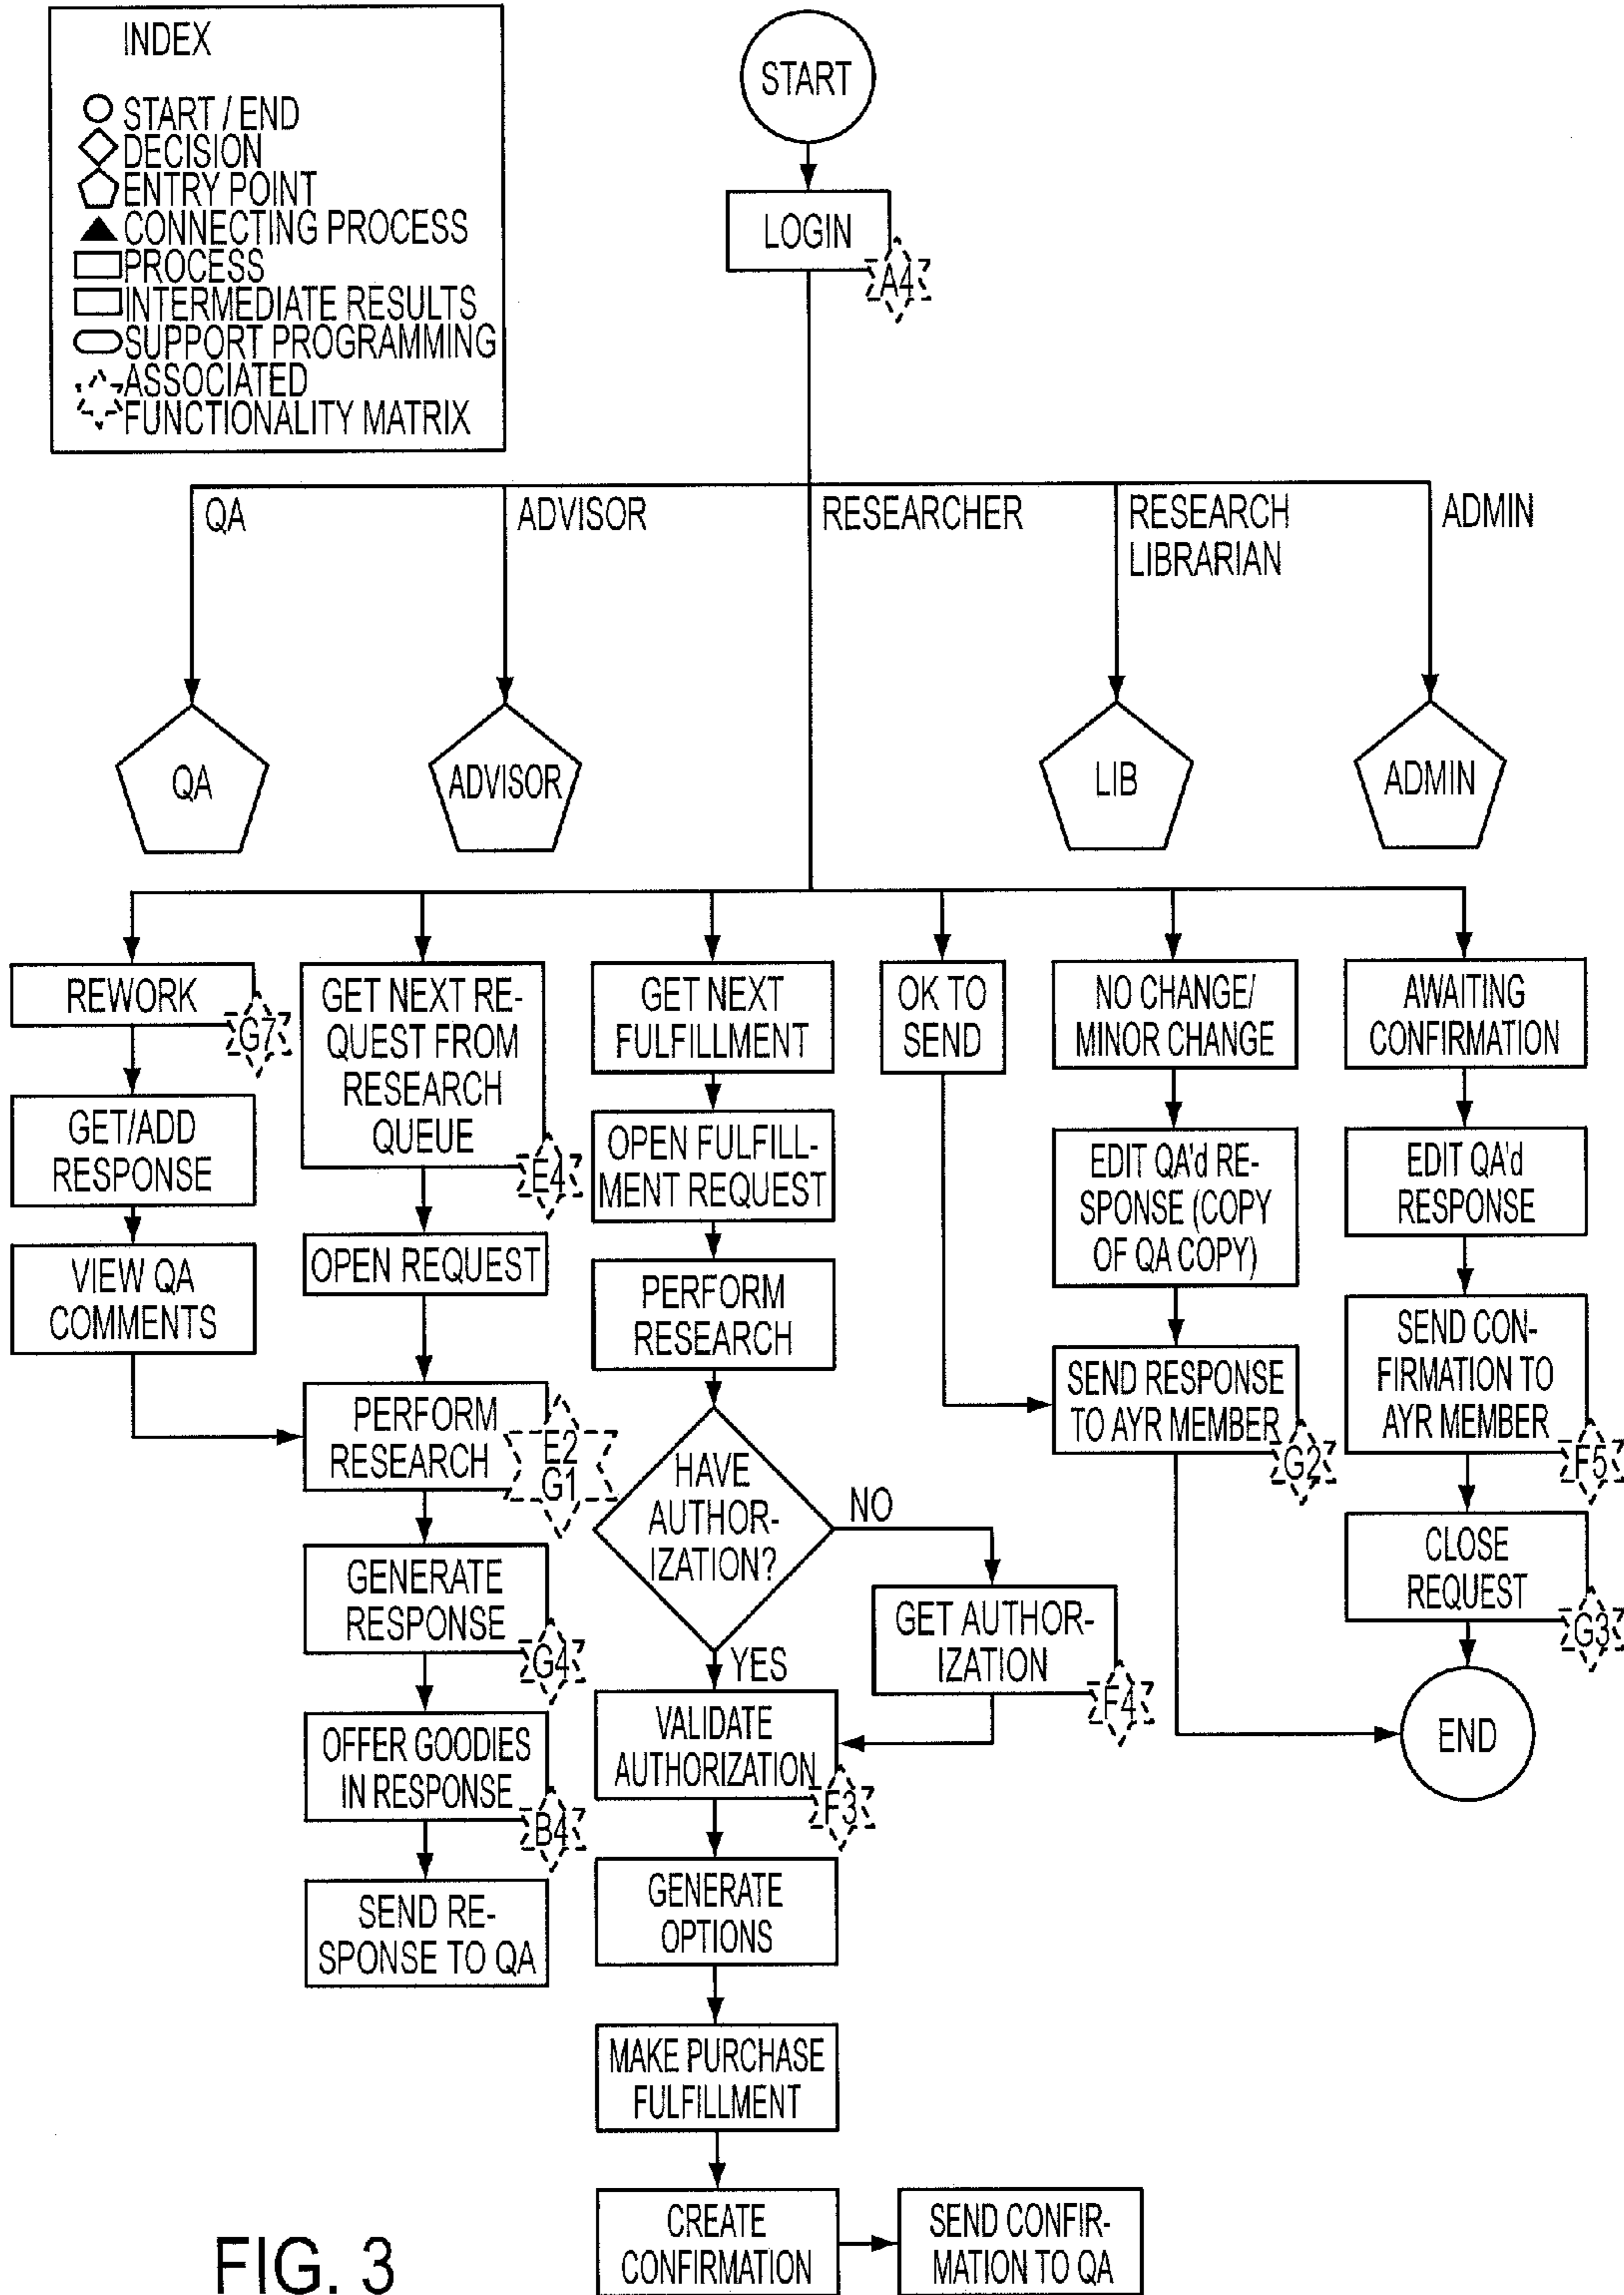 INDEX
START / END
DECISION
ENTRY POINT
CONNECTING PROCESS
PROCESS
INTERMEDIATE RESULTS
SUPPORT PROGRAMMING
ASSOCIATED
FUNCTIONALITY MATRIX
START
LOGIN
A4
QA
ADVISOR
RESEARCHER
RESEARCH
LIBRARIAN
ADMIN
QA
ADVISOR
LIB
ADMIN
REWORK
G7
GET/ADD
RESPONSE
VIEW QA
COMMENTS
GET NEXT RE-
QUEST FROM
RESEARCH
QUEUE
E4
OPEN REQUEST
PERFORM
RESEARCH
E2
G1
GENERATE
RESPONSE
G4
OFFER GOODIES
IN RESPONSE
B4
SEND RE-
SPONSE TO QA
GET NEXT
FULFILLMENT
OPEN FULFILL-
MENT REQUEST
PERFORM
RESEARCH
HAVE
AUTHOR-
IZATION?
NO
YES
GET AUTHOR-
IZATION
F4
VALIDATE
AUTHORIZATION
F3
GENERATE
OPTIONS
MAKE PURCHASE
FULFILLMENT
CREATE
CONFIRMATION
SEND CONFIR-
MATION TO QA
OK TO
SEND
NO CHANGE/
MINOR CHANGE
EDIT QA'd RE-
SPONSE (COPY
OF QA COPY)
SEND RESPONSE
TO AYR MEMBER
G2
AWAITING
CONFIRMATION
EDIT QA'd
RESPONSE
SEND CON-
FIRMATION TO
AYR MEMBER
F5
CLOSE
REQUEST
G3
END
FIG. 3